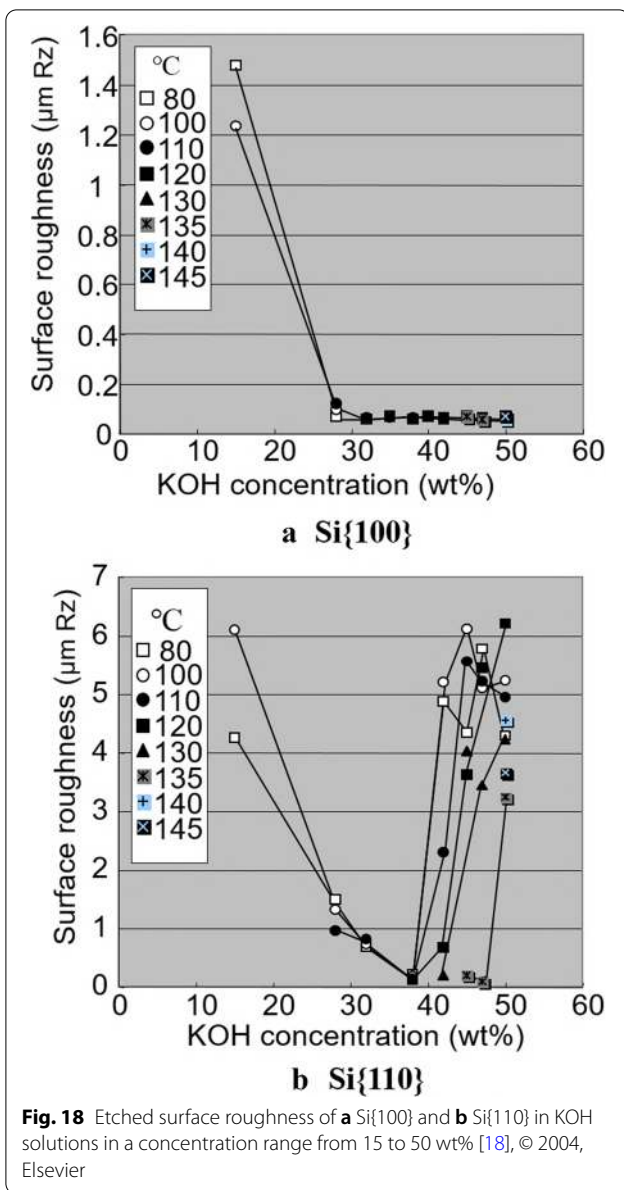 1.6
1.4
1.2
1
0.8
0.6
0.4
0.2
0
Surface roughness (µm Rz)
°C
80
100
110
120
130
135
140
145
0 10 20 30 40 50 60
KOH concentration (wt%)
a Si{100}
7
6
5
4
3
2
1
0
Surface roughness (µm Rz)
°C
80
100
110
120
130
135
140
145
0 10 20 30 40 50 60
KOH concentration (wt%)
b Si{110}
Fig. 18 Etched surface roughness of a Si{100} and b Si{110} in KOH
solutions in a concentration range from 15 to 50 wt% [18], © 2004,
Elsevier